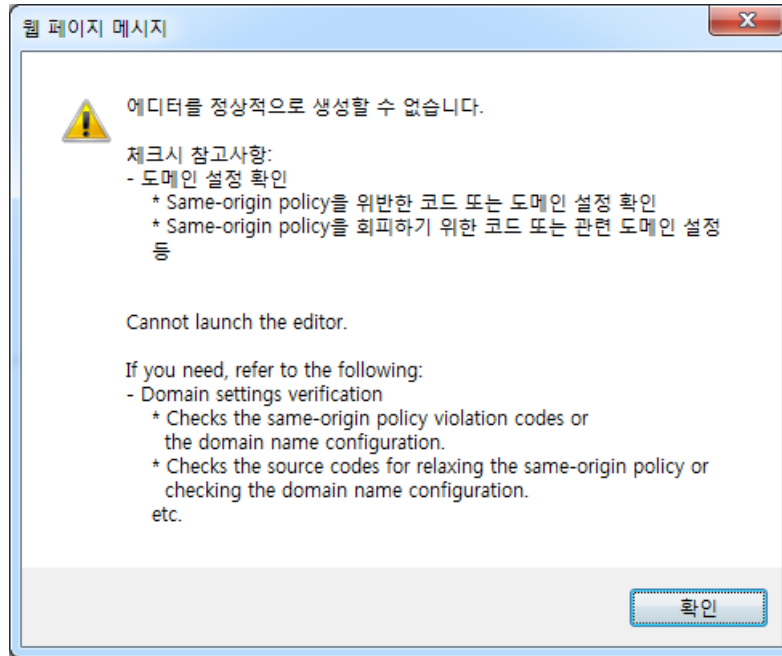 웹 페이지 메시지
에디터를 정상적으로 생성할 수 없습니다.
체크시 참고사항:
- 도메인 설정 확인
* Same-origin policy을 위반한 코드 또는 도메인 설정 확인
* Same-origin policy을 회피하기 위한 코드 또는 관련 도메인 설정
등
Cannot launch the editor.
If you need, refer to the following:
- Domain settings verification
* Checks the same-origin policy violation codes or
the domain name configuration.
* Checks the source codes for relaxing the same-origin policy or
checking the domain name configuration.
etc.
확인